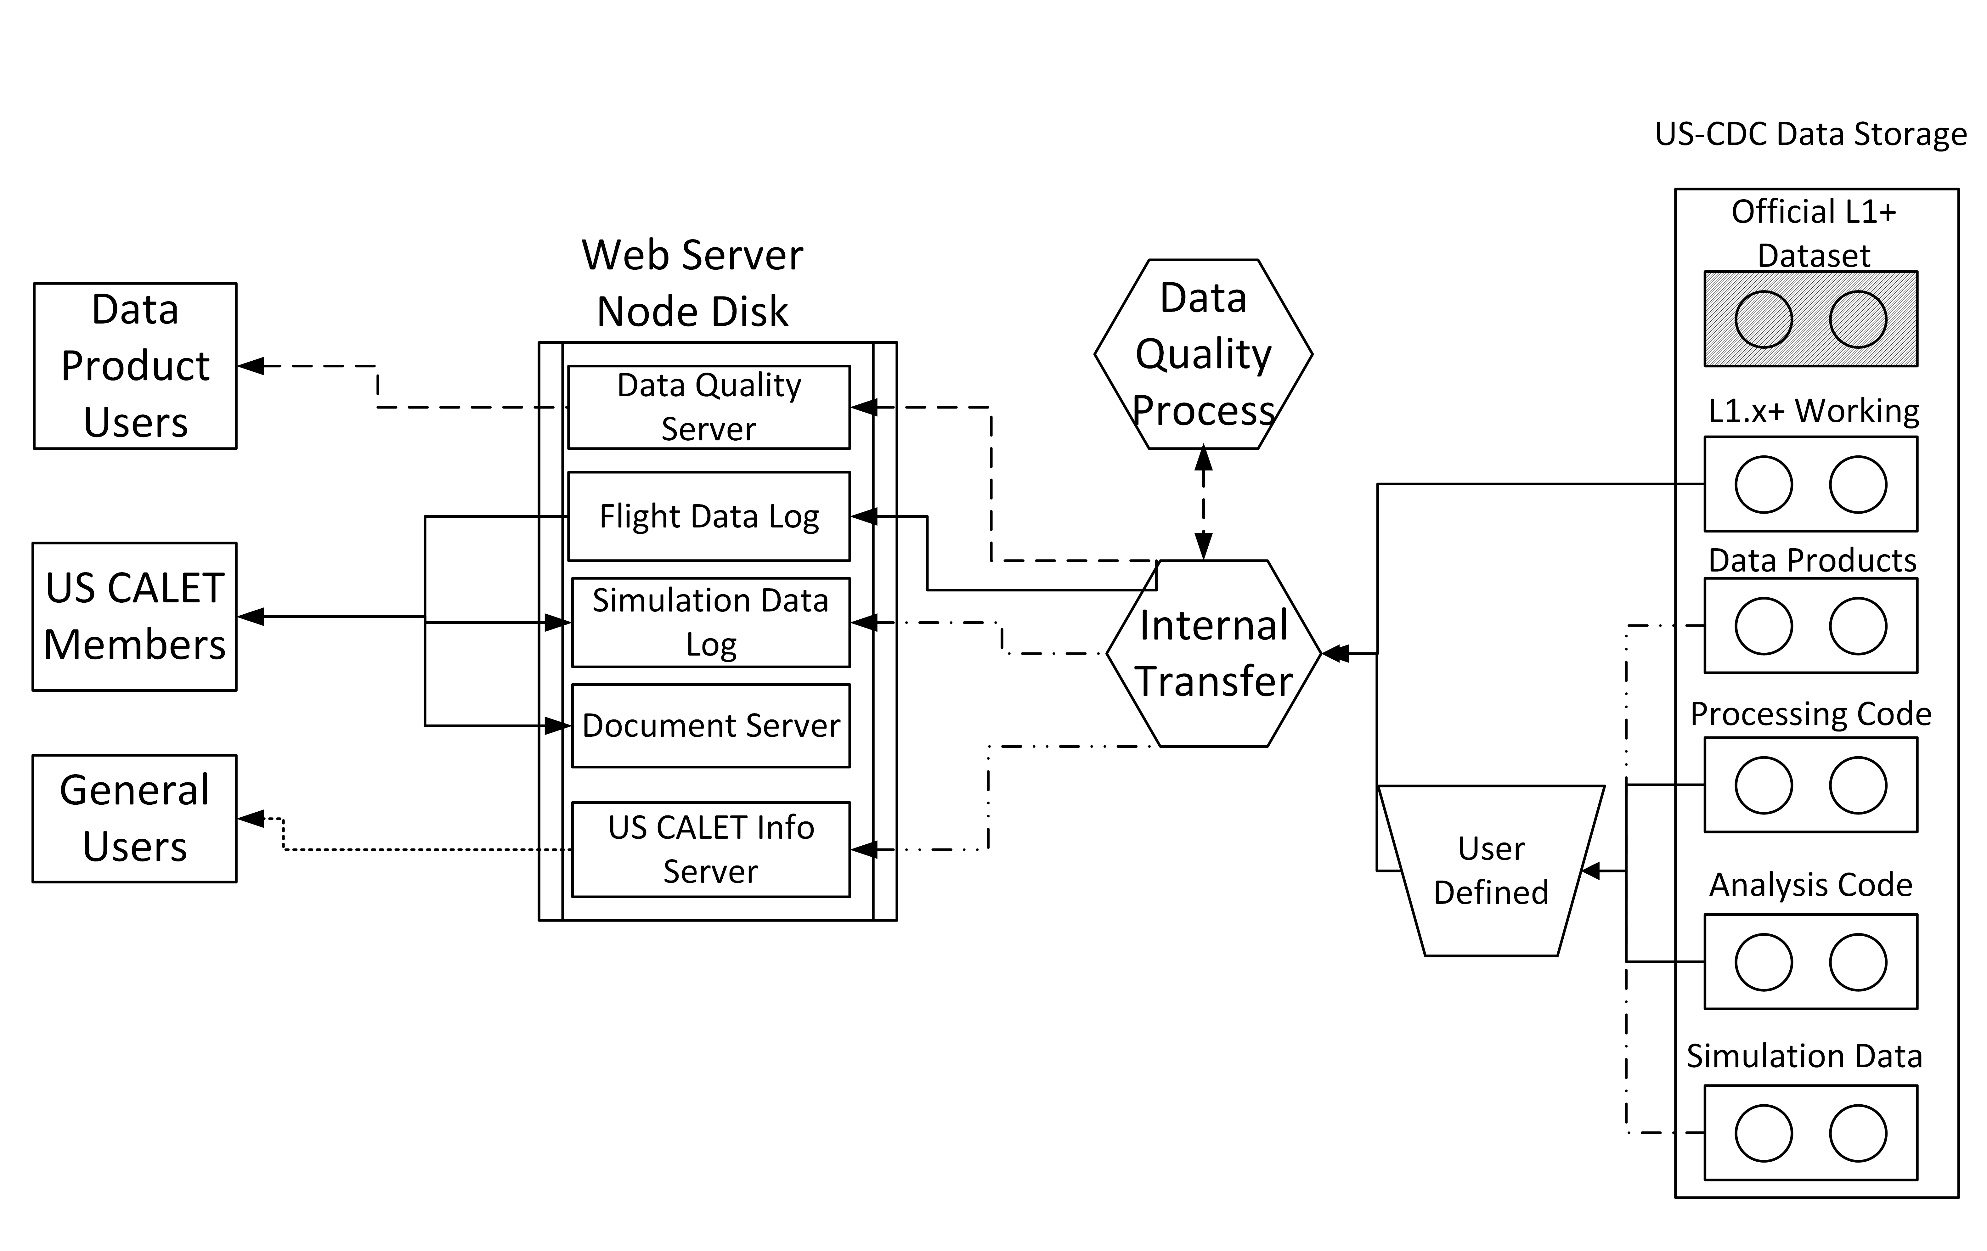 US-CDC Data Storage
Official L1+
Dataset
Web Server
Node Disk
Data
Product
Users
Data Quality
Server
Data
Quality
Process
L1.x+ Working
Flight Data Log
Data Products
US CALET
Members
Simulation Data
Log
Internal
Transfer
Document Server
Processing Code
General
Users
US CALET Info
Server
User
Defined
Analysis Code
Simulation Data